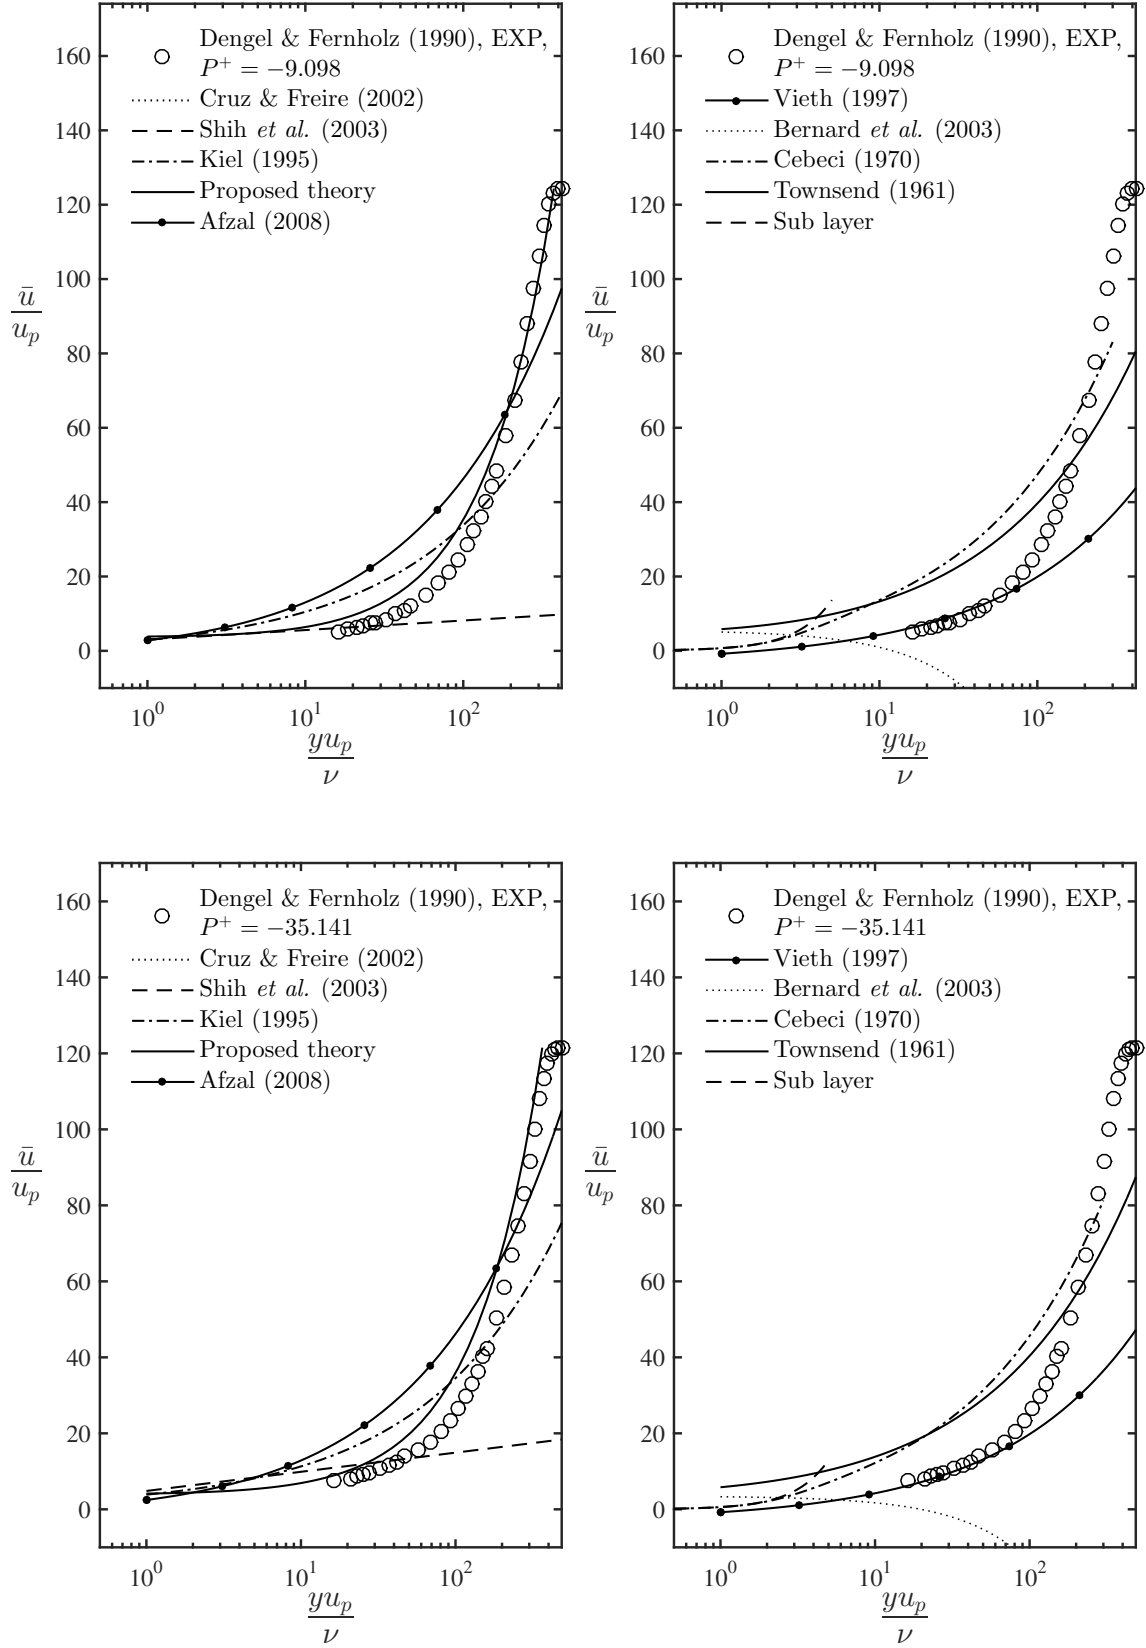 160
140
120
100
80
60
40
20
0
ū
u_p
Dengel & Fernholz (1990), EXP,
P⁺ = −9.098
Cruz & Freire (2002)
Shih et al. (2003)
Kiel (1995)
Proposed theory
Afzal (2008)
10⁰ 10¹ 10²
yu_p
ν
160
140
120
100
80
60
40
20
0
ū
u_p
Dengel & Fernholz (1990), EXP,
P⁺ = −9.098
Vieth (1997)
Bernard et al. (2003)
Cebeci (1970)
Townsend (1961)
Sub layer
10⁰ 10¹ 10²
yu_p
ν
160
140
120
100
80
60
40
20
0
ū
u_p
Dengel & Fernholz (1990), EXP,
P⁺ = −35.141
Cruz & Freire (2002)
Shih et al. (2003)
Kiel (1995)
Proposed theory
Afzal (2008)
10⁰ 10¹ 10²
yu_p
ν
160
140
120
100
80
60
40
20
0
ū
u_p
Dengel & Fernholz (1990), EXP,
P⁺ = −35.141
Vieth (1997)
Bernard et al. (2003)
Cebeci (1970)
Townsend (1961)
Sub layer
10⁰ 10¹ 10²
yu_p
ν